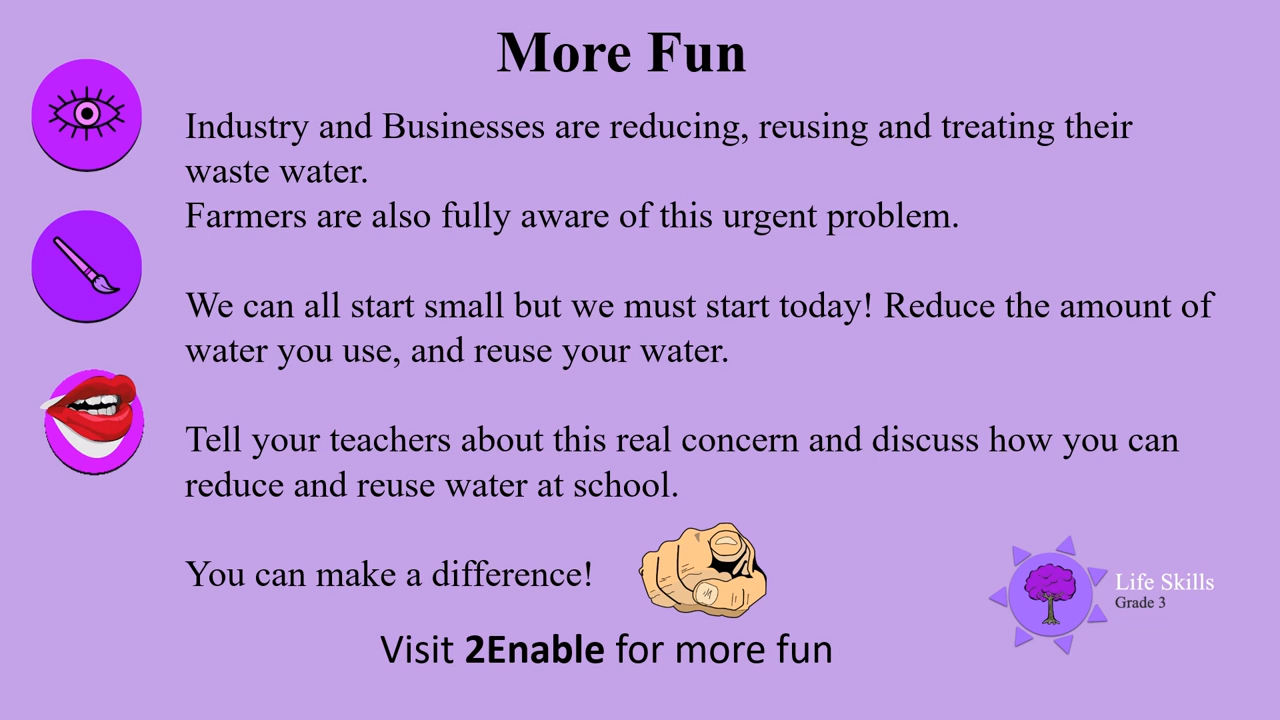 More Fun
Industry and Businesses are reducing, reusing and treating their
waste water.
Farmers are also fully aware of this urgent problem.
We can all start small but we must start today! Reduce the amount of
water you use, and reuse your water.
Tell your teachers about this real concern and discuss how you can
reduce and reuse water at school.
You can make a difference!
Life Skills
Grade 3
Visit 2Enable for more fun